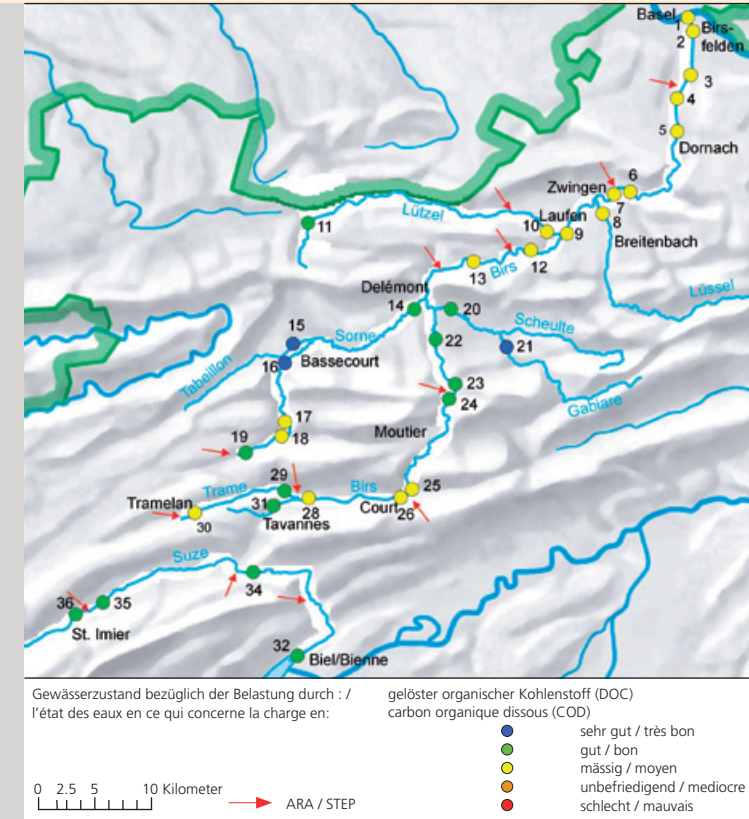 Basel
1
Birs-
2
felden
3
4
5
Dornach
Zwingen
6
7
Lützel
Laufen
8
11
10
9
Breitenbach
12
Birs
13
Delémont
Lüssel
14
20
15
Sorne
Scheulte
22
21
16
Bassecourt
Tabeillon
23
Gabiare
24
17
18
Moutier
19
29
Trame
Birs
25
Tramelan
31
28
Court
26
30
Tavannes
Suze
34
36
35
St. Imier
32
Biel/Bienne
Gewässerzustand bezüglich der Belastung durch : /
l'état des eaux en ce qui concerne la charge en:
gelöster organischer Kohlenstoff (DOC)
carbon organique dissous (COD)
sehr gut / très bon
gut / bon
mässig / moyen
unbefriedigend / mediocre
schlecht / mauvais
0 2.5 5 10 Kilometer
ARA / STEP